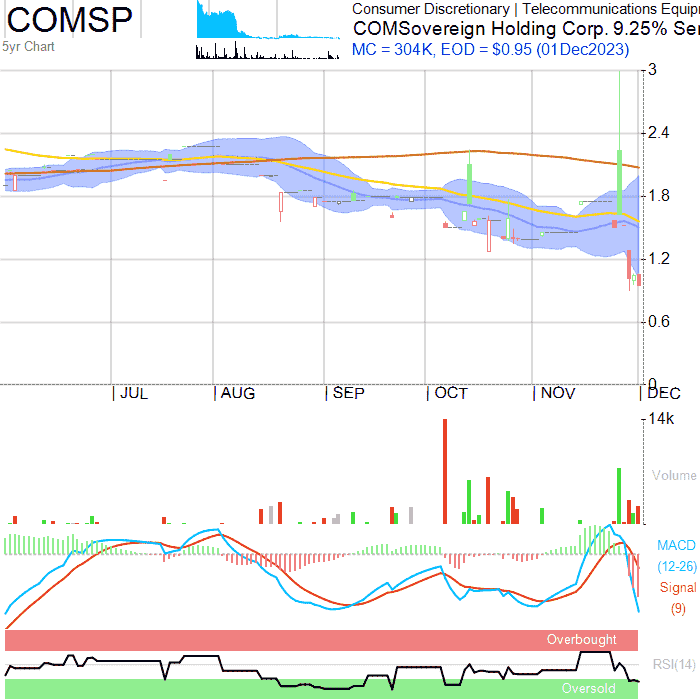 COMSP
5yr Chart
Consumer Discretionary | Telecommunications Equip
COMSovereign Holding Corp. 9.25% Ser
MC = 304K, EOD = $0.95 (01Dec2023)
3
2.4
1.8
1.2
0.6
0
JUL AUG SEP OCT NOV DEC
14k
Volume
MACD
(12-26)
Signal
(9)
Overbought
RSI(14)
Oversold